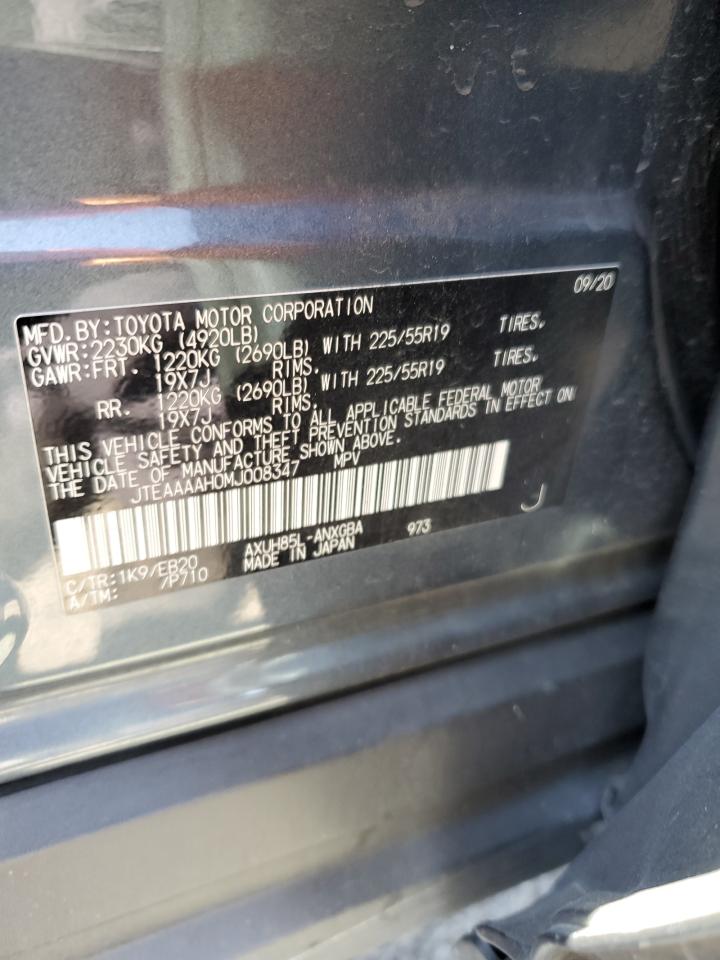 09/20
MFD.BY:TOYOTA MOTOR CORPORATION
GVWR:2230KG (4920LB)
GAWR:FRT. 1220KG (2690LB) WITH 225/55R19 TIRES,
19X7J RIMS.
RR. 1220KG (2690LB) WITH 225/55R19 TIRES,
19X7J RIMS.
THIS VEHICLE CONFORMS TO ALL APPLICABLE FEDERAL MOTOR
VEHICLE SAFETY AND THEFT PREVENTION STANDARDS IN EFFECT ON
THE DATE OF MANUFACTURE SHOWN ABOVE.
JTEAAAAH0MJ008347 MPV
J
C/TR:1K9/EB20 AXUH85L-ANXGBA 973
A/TM: /P710 MADE IN JAPAN